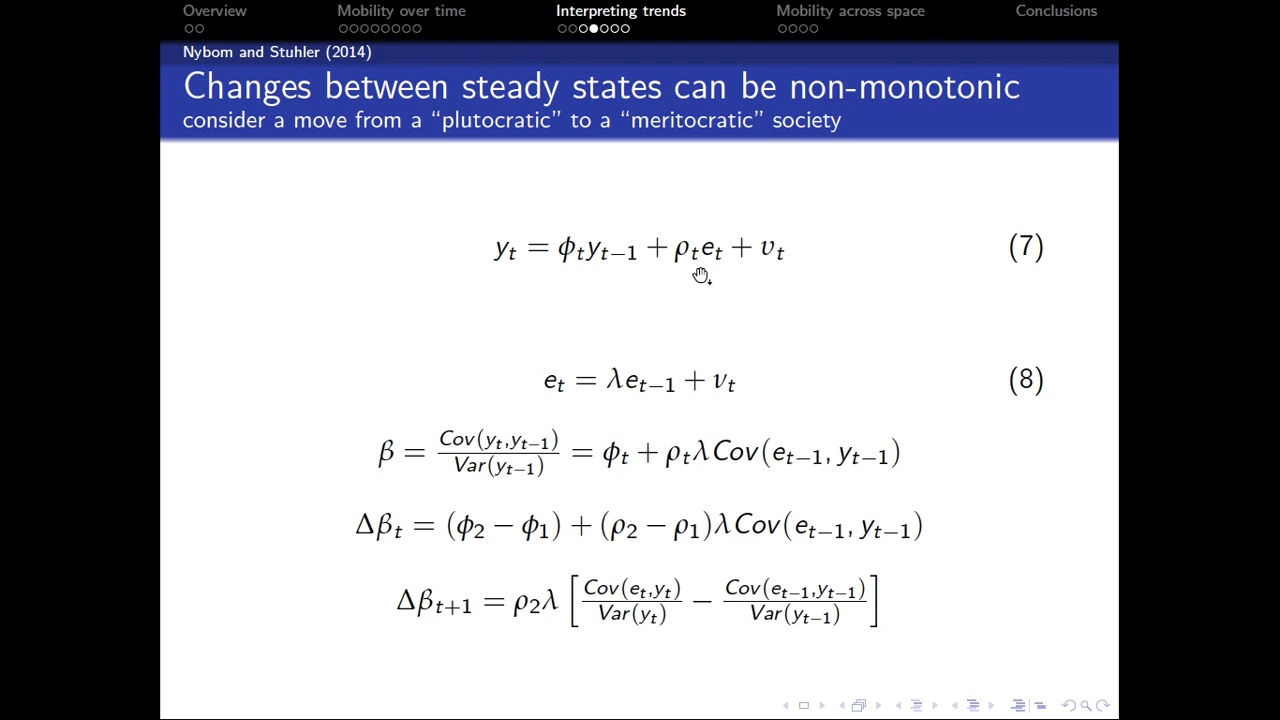 Overview Mobility over time Interpreting trends Mobility across space Conclusions
Nybom and Stuhler (2014)
Changes between steady states can be non-monotonic
consider a move from a “plutocratic” to a “meritocratic” society
y_t = ϕ_t y_{t−1} + ρ_t e_t + υ_t (7)
e_t = λe_{t−1} + ν_t (8)
β = Cov(y_t,y_{t−1})/Var(y_{t−1}) = ϕ_t + ρ_t λCov(e_{t−1}, y_{t−1})
Δβ_t = (ϕ_2 − ϕ_1) + (ρ_2 − ρ_1)λCov(e_{t−1}, y_{t−1})
Δβ_{t+1} = ρ_2 λ [Cov(e_t,y_t)/Var(y_t) − Cov(e_{t−1},y_{t−1})/Var(y_{t−1})]